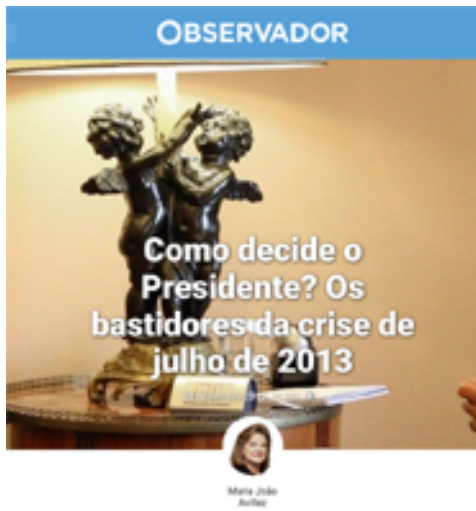 OBSERVADOR
Como decide o
Presidente? Os
bastidores da crise de
julho de 2013
Maria João
Avillez